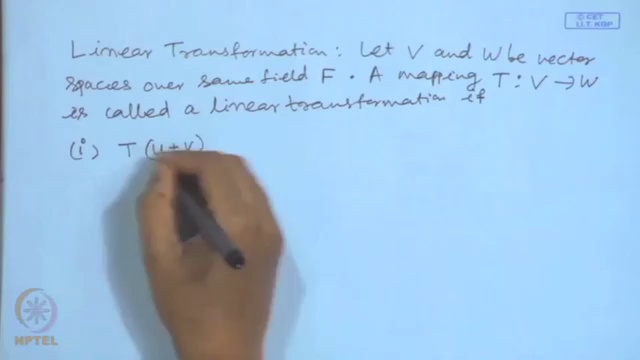 © CET
I.I.T. KGP
Linear Transformation: Let V and W be vector
spaces over same field F. A mapping T: V → W
is called a linear transformation if
(i) T (u+v)
NPTEL